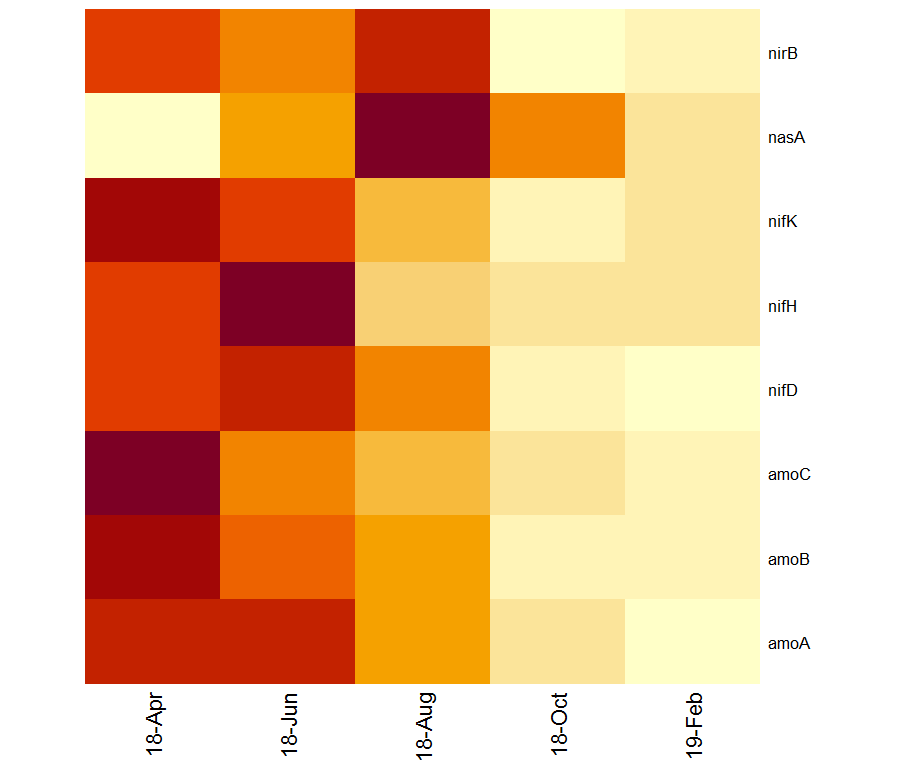 nirB
nasA
nifK
nifH
nifD
amoC
amoB
amoA
18-Apr
18-Jun
18-Aug
18-Oct
19-Feb